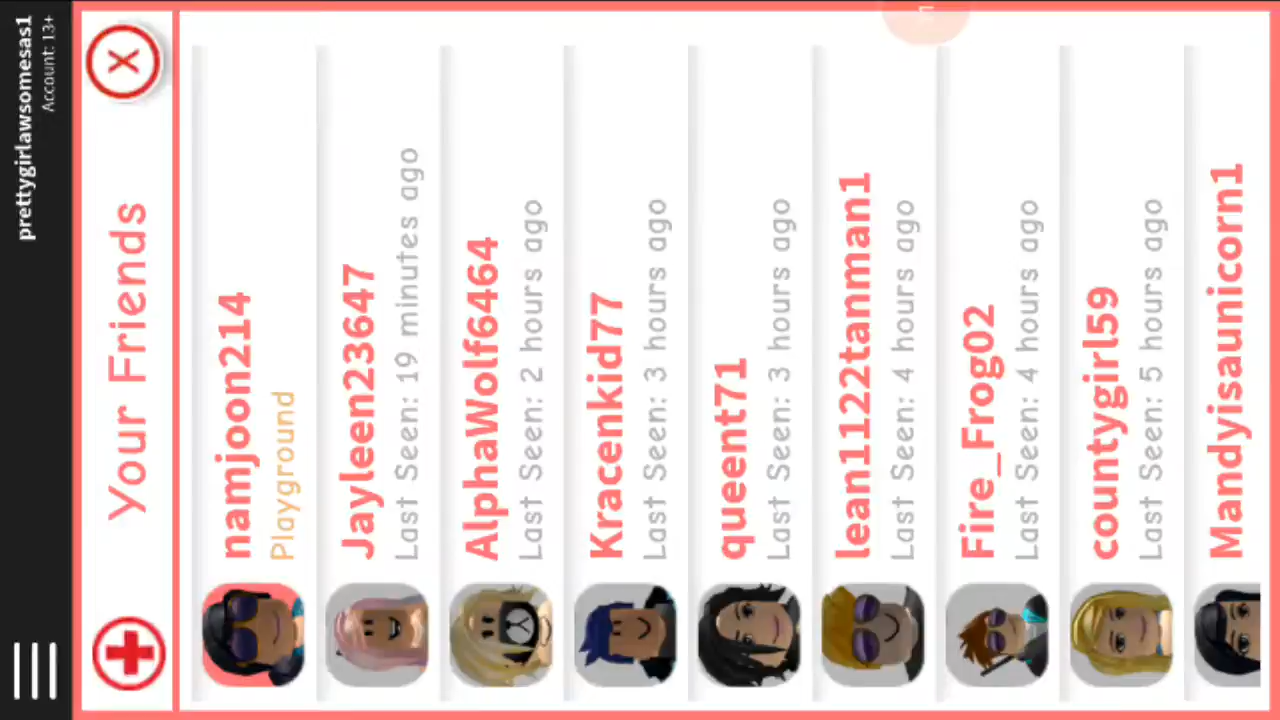 prettygirlawsomesas1
Account: 13+
Your Friends
namjoon214
Playground
Jayleen23647
Last Seen: 19 minutes ago
AlphaWolf6464
Last Seen: 2 hours ago
Kracenkid77
Last Seen: 3 hours ago
queent71
Last Seen: 3 hours ago
lean1122tanman1
Last Seen: 4 hours ago
Fire_Frog02
Last Seen: 4 hours ago
countygirl59
Last Seen: 5 hours ago
Mandyisaunicorn1